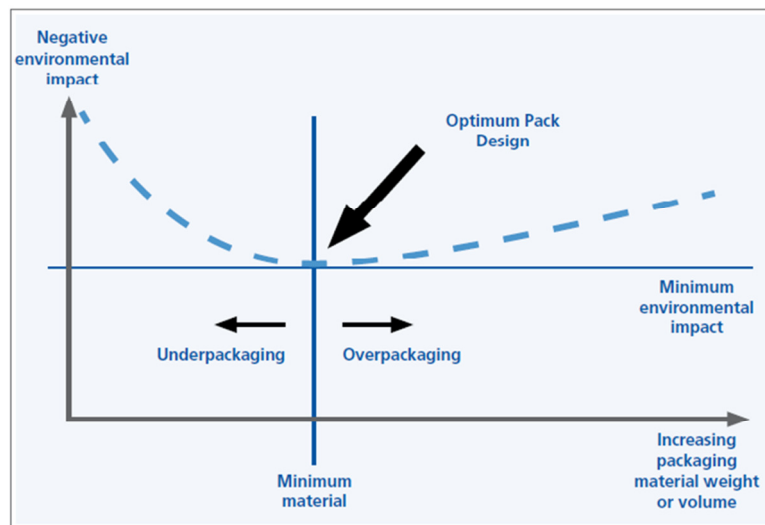 Negative
environmental
impact
Optimum Pack
Design
Minimum
environmental
impact
Underpackaging
Overpackaging
Increasing
packaging
material weight
or volume
Minimum
material